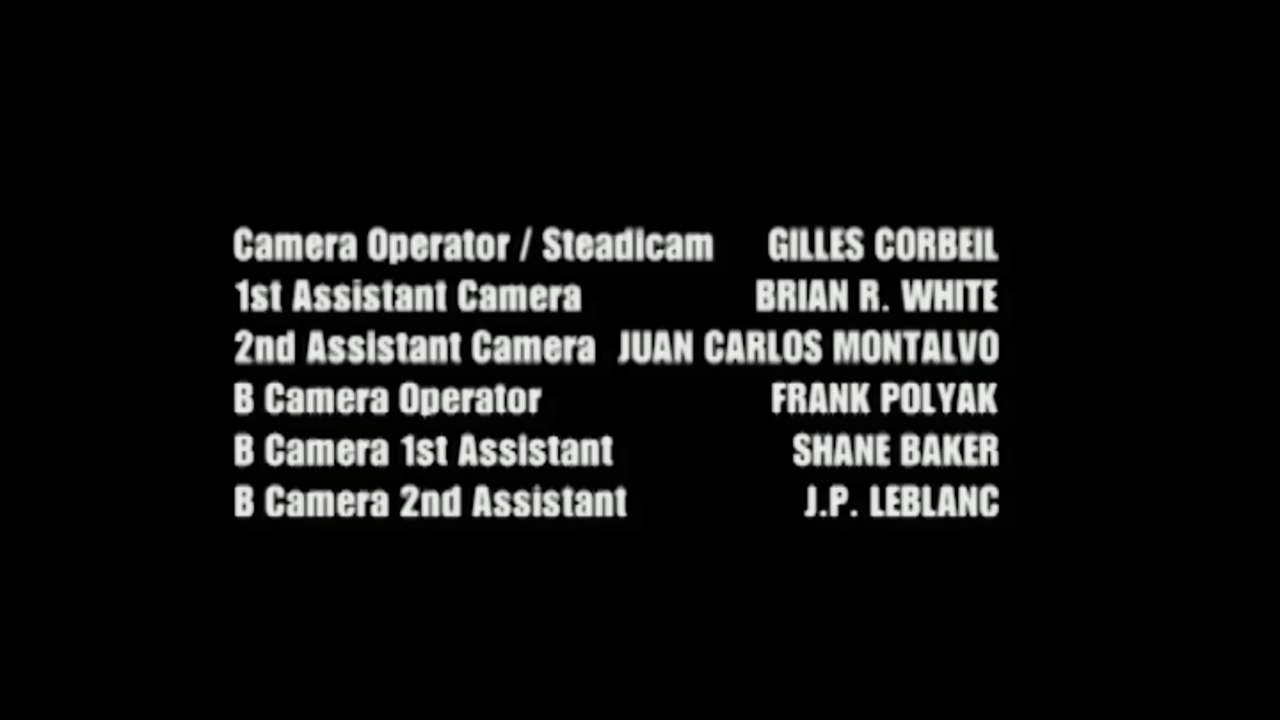 Camera Operator / Steadicam GILLES CORBEIL
1st Assistant Camera BRIAN R. WHITE
2nd Assistant Camera JUAN CARLOS MONTALVO
B Camera Operator FRANK POLYAK
B Camera 1st Assistant SHANE BAKER
B Camera 2nd Assistant J.P. LEBLANC